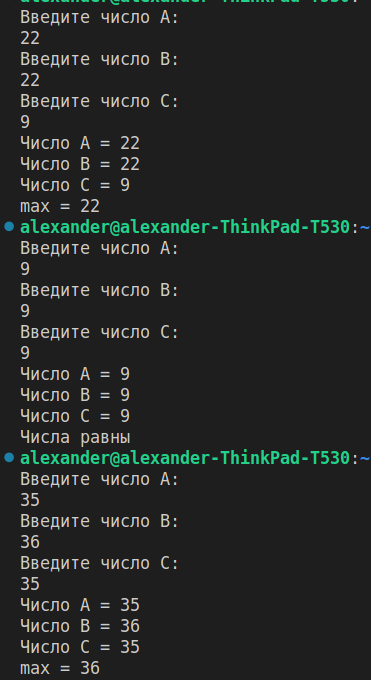 Введите число A:
22
Введите число B:
22
Введите число C:
9
Число A = 22
Число B = 22
Число C = 9
max = 22
alexander@alexander-ThinkPad-T530:~
Введите число A:
9
Введите число B:
9
Введите число C:
9
Число A = 9
Число B = 9
Число C = 9
Числа равны
alexander@alexander-ThinkPad-T530:~
Введите число A:
35
Введите число B:
36
Введите число C:
35
Число A = 35
Число B = 36
Число C = 35
max = 36